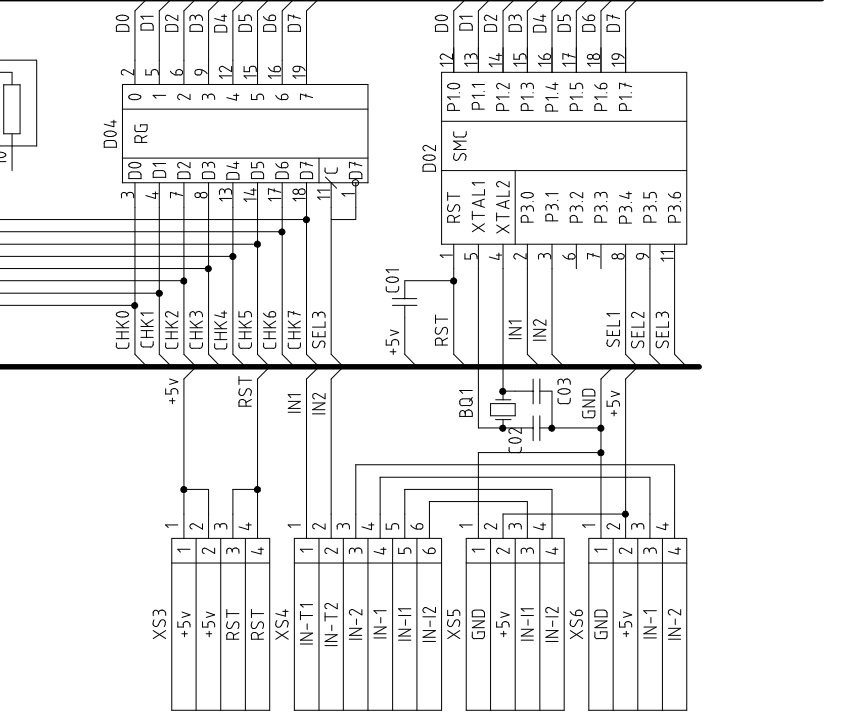 D0 D1 D2 D3 D4 D5 D6 D7
D0 D1 D2 D3 D4 D5 D6 D7
2 5 6 9 12 15 16 19
12 13 14 15 16 17 18 19
0 1 2 3 4 5 6 7
P1.0 P1.1 P1.2 P1.3 P1.4 P1.5 P1.6 P1.7
D04
RG
D02
SMC
10
D0 D1 D2 D3 D4 D5 D6 D7 C D7
RST XTAL1 XTAL2 P3.0 P3.1 P3.2 P3.3 P3.4 P3.5 P3.6
3 4 7 8 13 14 17 18 11 1
1 5 4 2 3 6 7 8 9 11
C01
CHK0 CHK1 CHK2 CHK3 CHK4 CHK5 CHK6 CHK7 SEL3
+5v RST IN1 IN2 SEL1 SEL2 SEL3
+5v RST IN1 IN2
BQ1 C02 C03 GND +5v
1 2 3 4
1 2 3 4 5 6
1 2 3 4
1 2 3 4
1 2 3 4
1 2 3 4 5 6
1 2 3 4
1 2 3 4
XS3
+5v +5v RST RST
XS4
IN-T1 IN-T2 IN-2 IN-1 IN-I1 IN-I2
XS5
GND +5v IN-I1 IN-I2
XS6
GND +5v IN-1 IN-2